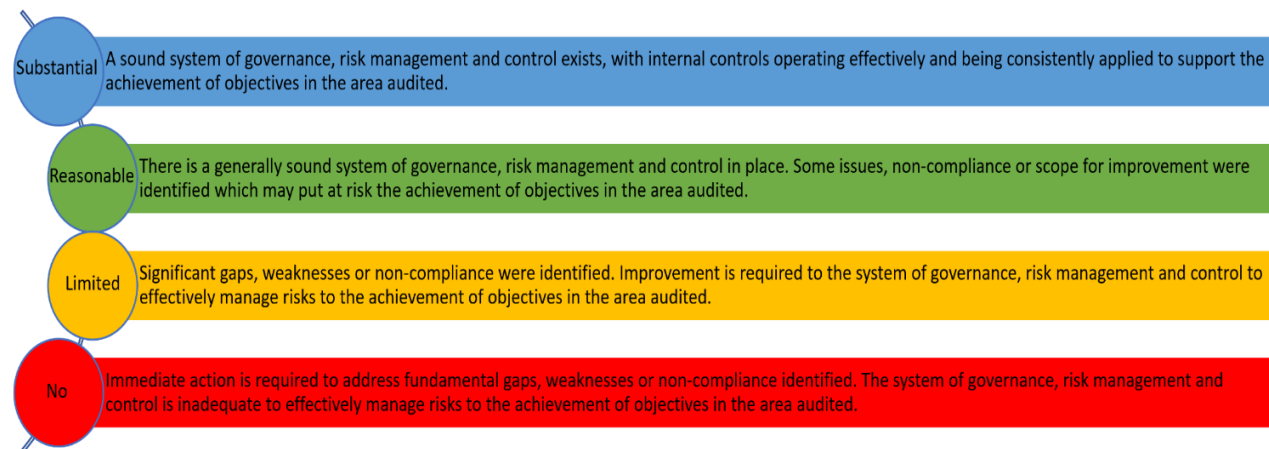 Substantial
A sound system of governance, risk management and control exists, with internal controls operating effectively and being consistently applied to support the
achievement of objectives in the area audited.
Reasonable
There is a generally sound system of governance, risk management and control in place. Some issues, non-compliance or scope for improvement were
identified which may put at risk the achievement of objectives in the area audited.
Limited
Significant gaps, weaknesses or non-compliance were identified. Improvement is required to the system of governance, risk management and control to
effectively manage risks to the achievement of objectives in the area audited.
No
Immediate action is required to address fundamental gaps, weaknesses or non-compliance identified. The system of governance, risk management and
control is inadequate to effectively manage risks to the achievement of objectives in the area audited.